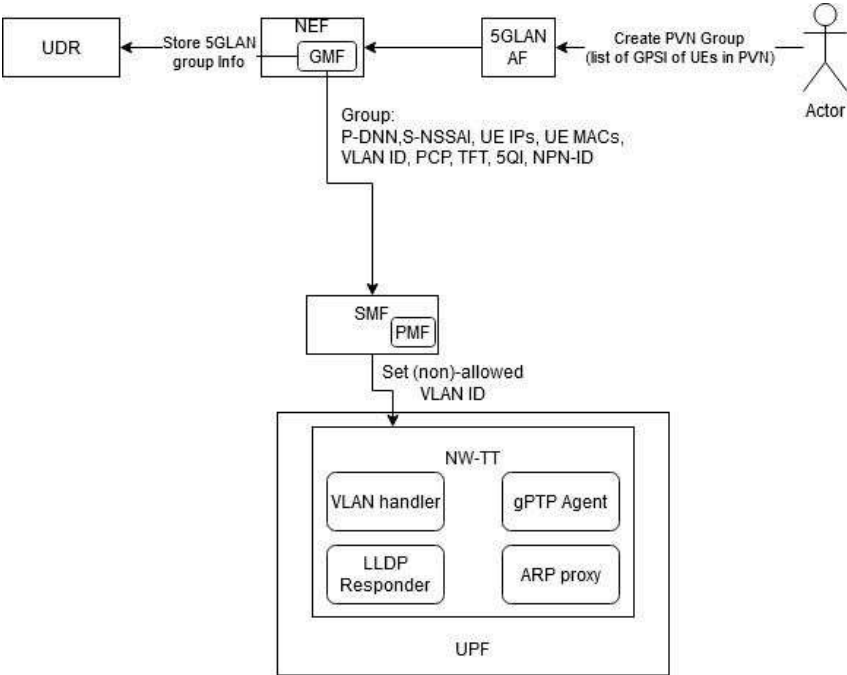 UDR
Store 5GLAN
group Info
NEF
GMF
5GLAN
AF
Create PVN Group
(list of GPSI of UEs in PVN)
Actor
Group:
P-DNN,S-NSSAI, UE IPs, UE MACs,
VLAN ID, PCP, TFT, 5QI, NPN-ID
SMF
PMF
Set (non)-allowed
VLAN ID
NW-TT
VLAN handler
gPTP Agent
LLDP
Responder
ARP proxy
UPF